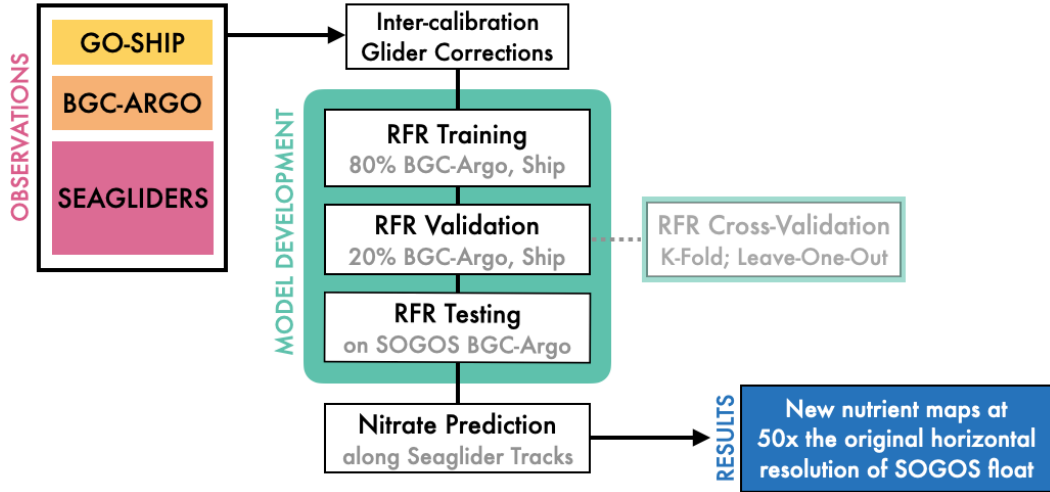 OBSERVATIONS
GO-SHIP
BGC-ARGO
SEAGLIDERS
Inter-calibration
Glider Corrections
MODEL DEVELOPMENT
RFR Training
80% BGC-Argo, Ship
RFR Validation
20% BGC-Argo, Ship
RFR Cross-Validation
K-Fold; Leave-One-Out
RFR Testing
on SOGOS BGC-Argo
Nitrate Prediction
along Seaglider Tracks
RESULTS
New nutrient maps at
50x the original horizontal
resolution of SOGOS float